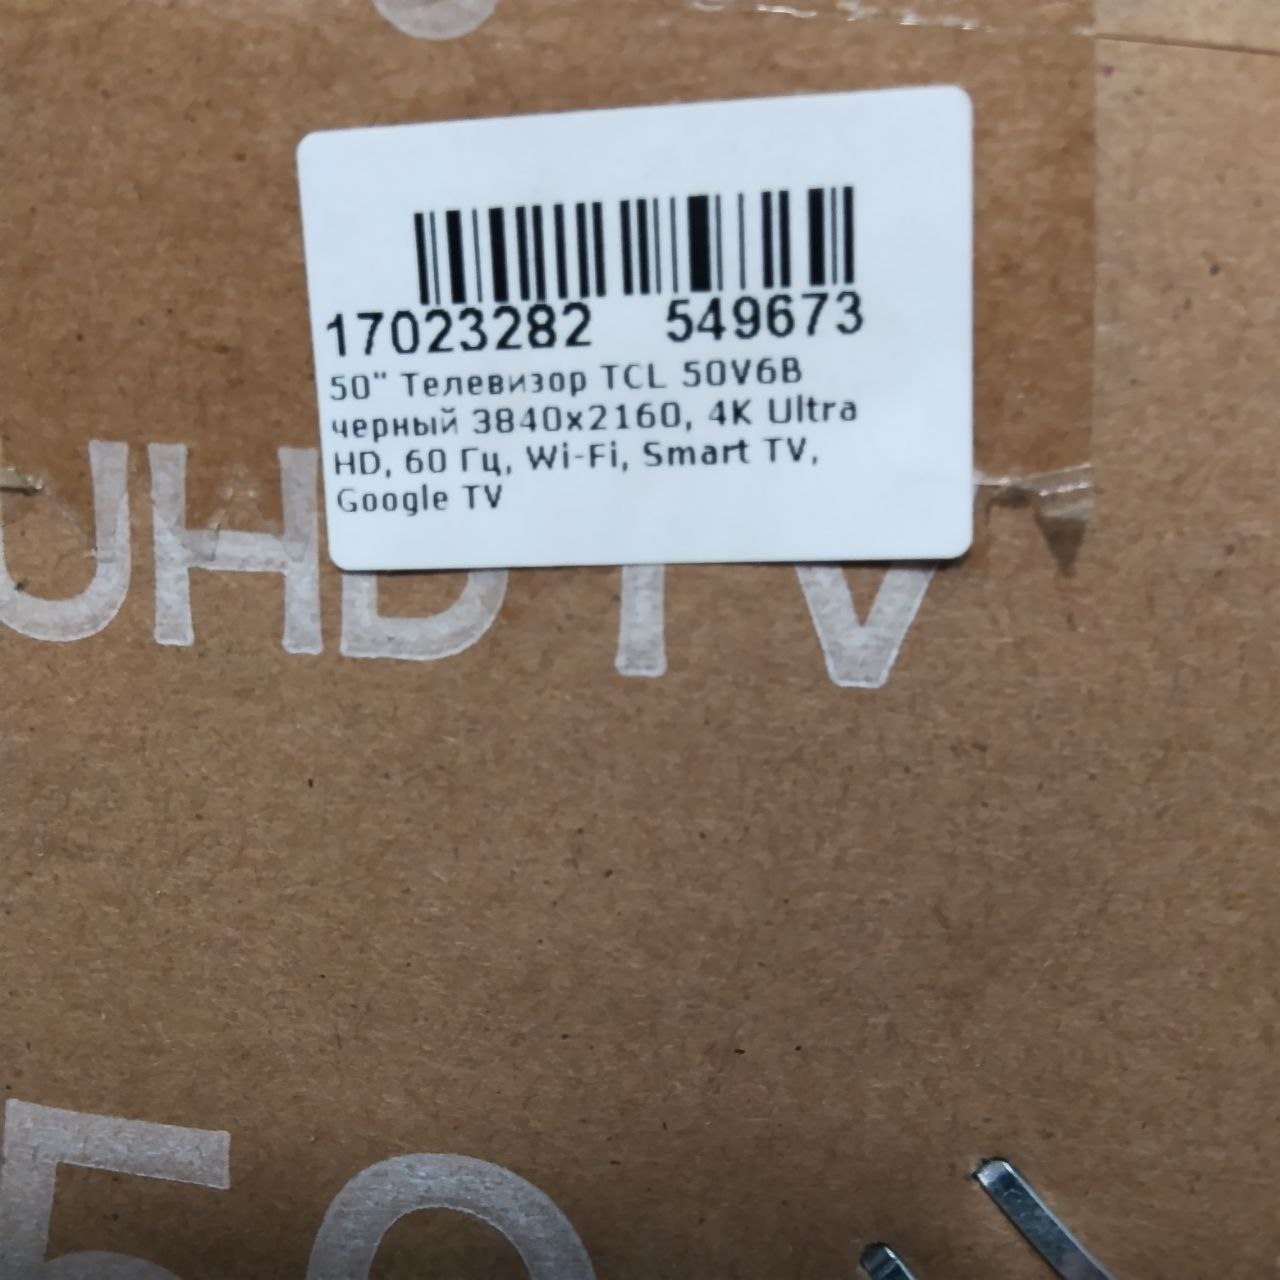 17023282 549673
50" Телевизор TCL 50V6B
черный 3840x2160, 4K Ultra
HD, 60 Гц, Wi-Fi, Smart TV,
Google TV
UHD TV
50